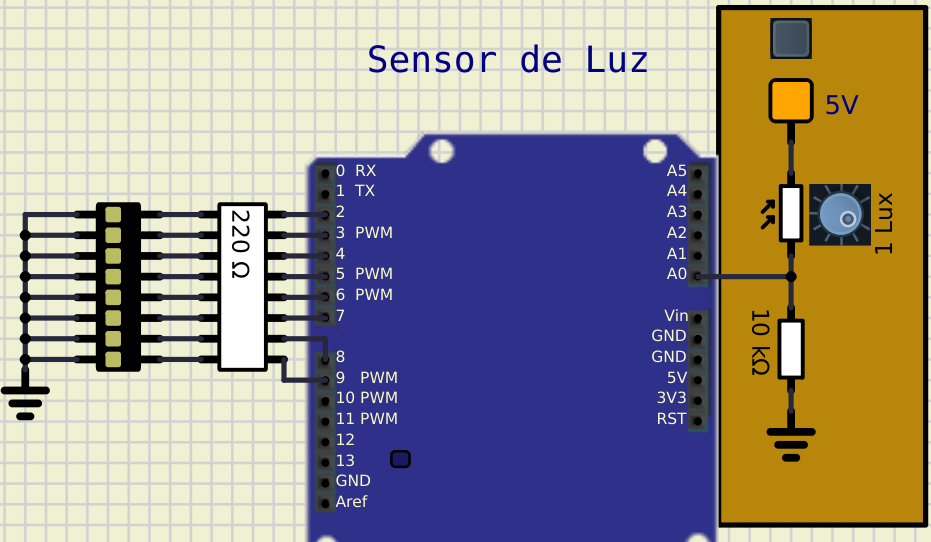 Sensor de Luz
5V
1 Lux
10 kΩ
220 Ω
0 RX
1 TX
2
3 PWM
4
5 PWM
6 PWM
7
8
9 PWM
10 PWM
11 PWM
12
13
GND
Aref
A5
A4
A3
A2
A1
A0
Vin
GND
GND
5V
3V3
RST